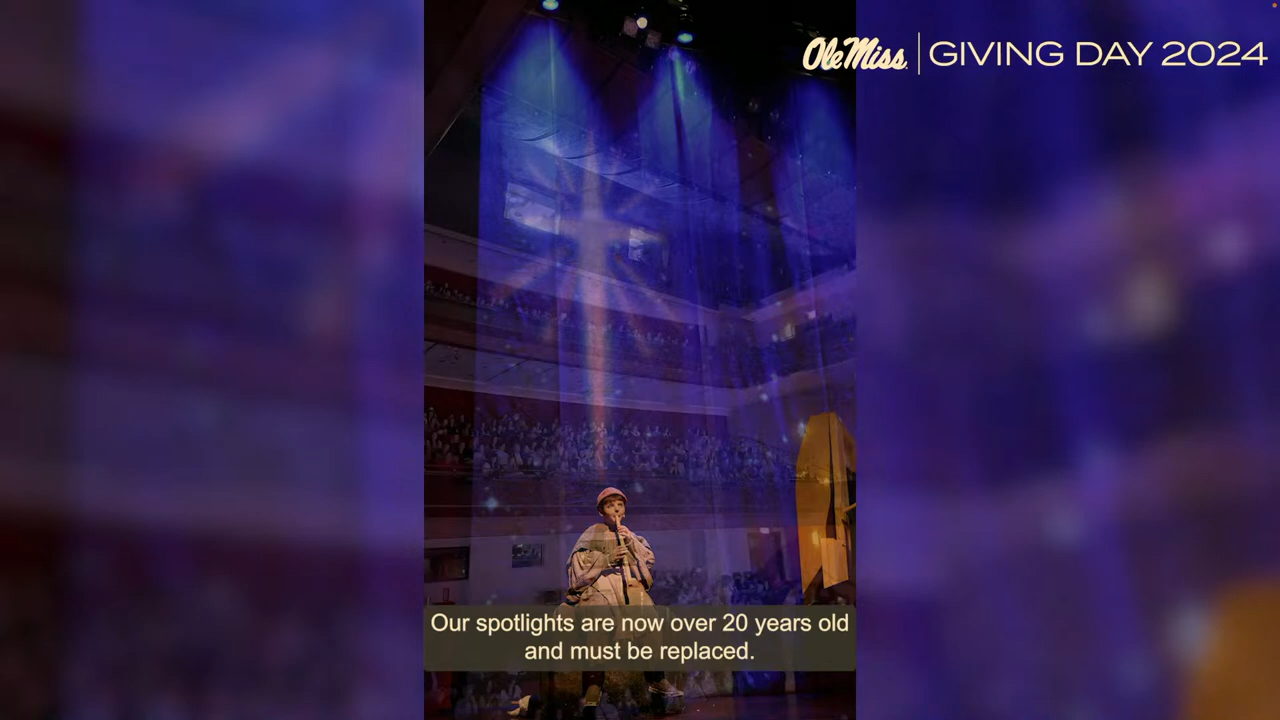 Ole Miss | GIVING DAY 2024
Our spotlights are now over 20 years old
and must be replaced.